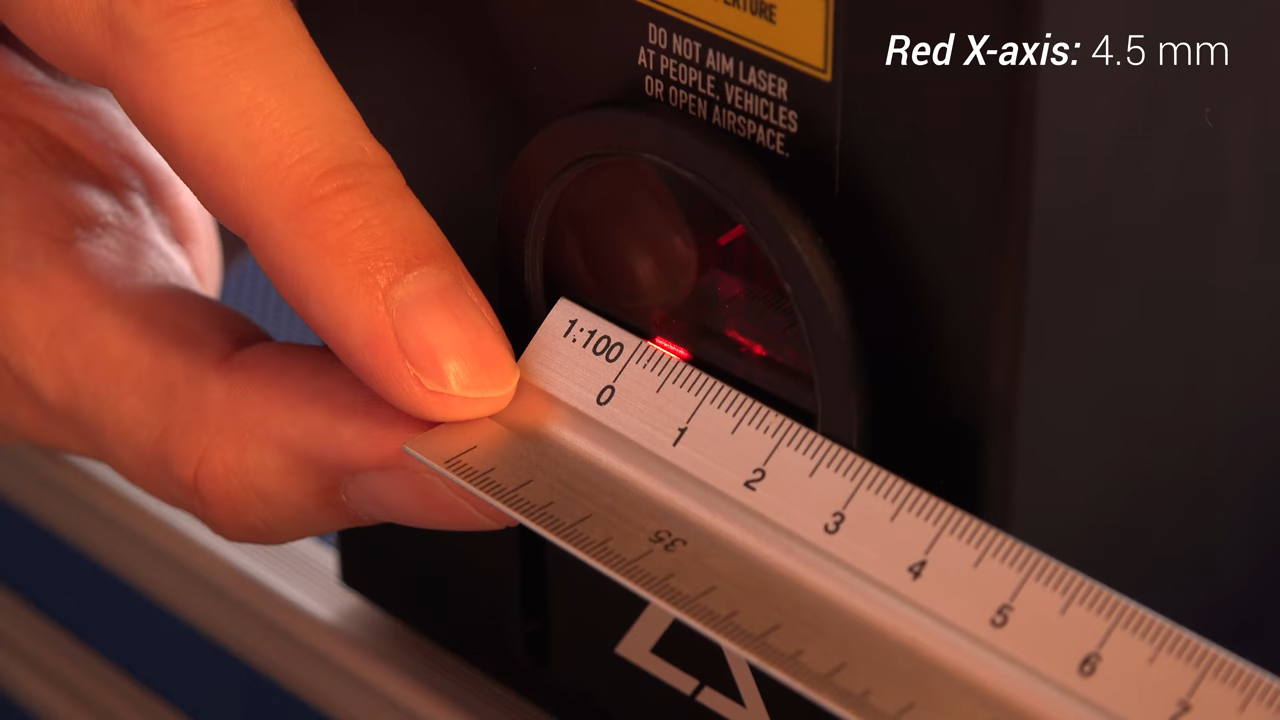 Red X-axis: 4.5 mm
DO NOT AIM LASER
AT PEOPLE, VEHICLES
OR OPEN AIRSPACE.
1:100
0
1
2
3
4
5
6
7
35